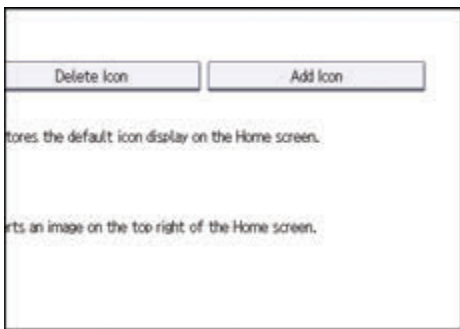 Delete Icon Add Icon
tores the default icon display on the Home screen.
rts an image on the top right of the Home screen.